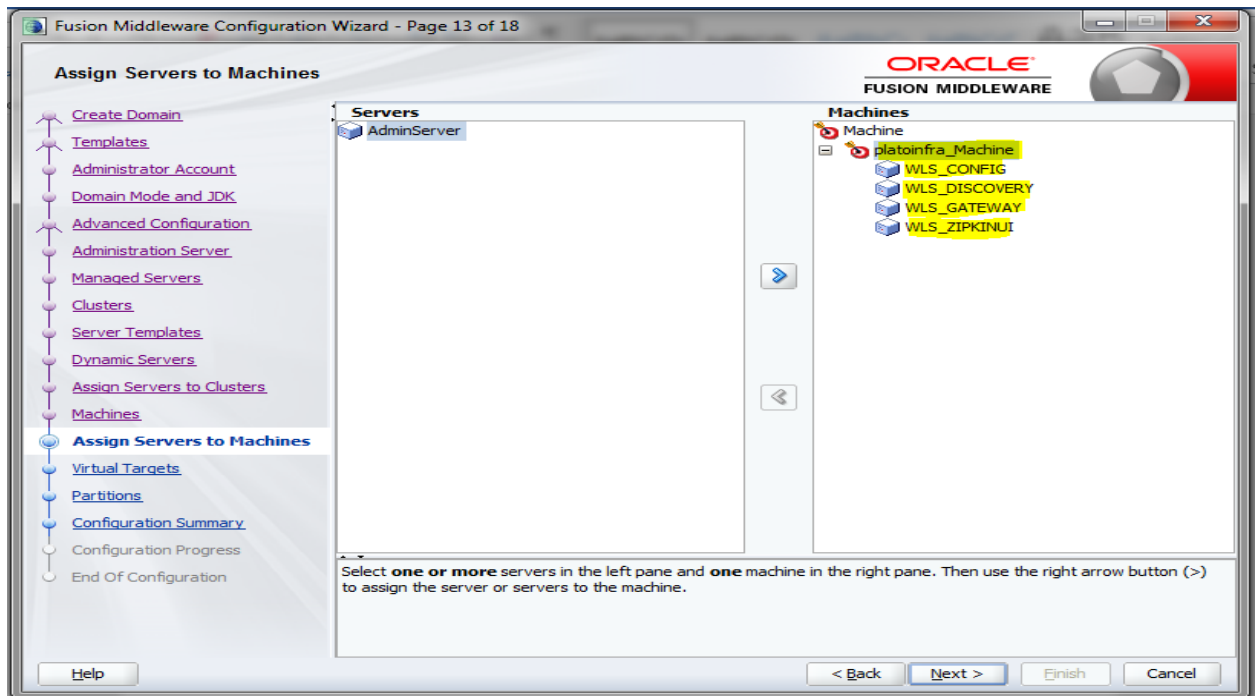 Fusion Middleware Configuration Wizard - Page 13 of 18
Assign Servers to Machines
ORACLE
FUSION MIDDLEWARE
Create Domain
Templates
Administrator Account
Domain Mode and JDK
Advanced Configuration
Administration Server
Managed Servers
Clusters
Server Templates
Dynamic Servers
Assign Servers to Clusters
Machines
Assign Servers to Machines
Virtual Targets
Partitions
Configuration Summary
Configuration Progress
End Of Configuration
Servers
AdminServer
Machines
Machine
platoinfra_Machine
WLS_CONFIG
WLS_DISCOVERY
WLS_GATEWAY
WLS_ZIPKINUI
Select one or more servers in the left pane and one machine in the right pane. Then use the right arrow button (>)
to assign the server or servers to the machine.
Help
< Back
Next >
Finish
Cancel